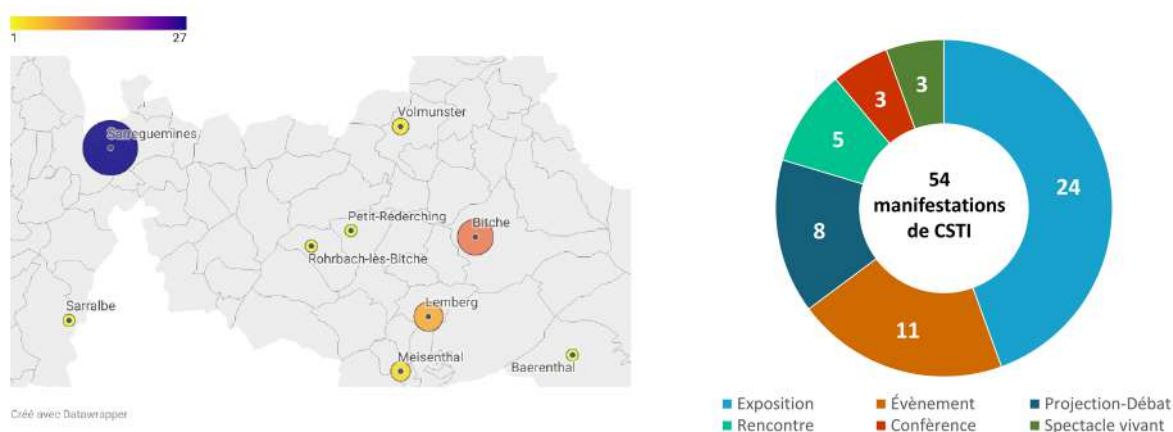 1 27
Sarreguemines
Volmunster
Petit-Réderching
Bitche
Rohrbach-lès-Bitche
Sarralbe
Lemberg
Meisenthal
Baerenthal
Créé avec Datawrapper
3 3
5
24
8
11
54
manifestations
de CSTI
Exposition Évènement Projection-Débat
Rencontre Confèrence Spectacle vivant